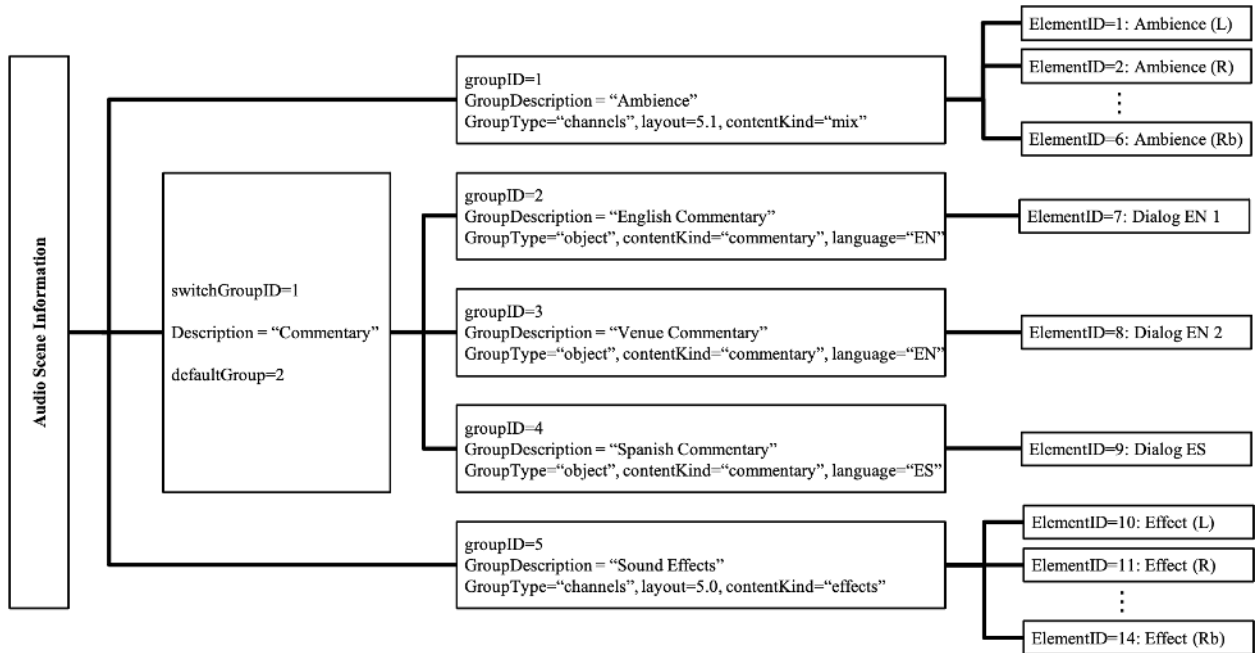 Audio Scene Information
groupID=1
GroupDescription = “Ambience”
GroupType=“channels”, layout=5.1, contentKind=“mix”
ElementID=1: Ambience (L)
ElementID=2: Ambience (R)
⋮
ElementID=6: Ambience (Rb)
switchGroupID=1
Description = “Commentary”
defaultGroup=2
groupID=2
GroupDescription = “English Commentary”
GroupType=“object”, contentKind=“commentary”, language=“EN”
ElementID=7: Dialog EN 1
groupID=3
GroupDescription = “Venue Commentary”
GroupType=“object”, contentKind=“commentary”, language=“EN”
ElementID=8: Dialog EN 2
groupID=4
GroupDescription = “Spanish Commentary”
GroupType=“object”, contentKind=“commentary”, language=“ES”
ElementID=9: Dialog ES
groupID=5
GroupDescription = “Sound Effects”
GroupType=“channels”, layout=5.0, contentKind=“effects”
ElementID=10: Effect (L)
ElementID=11: Effect (R)
⋮
ElementID=14: Effect (Rb)